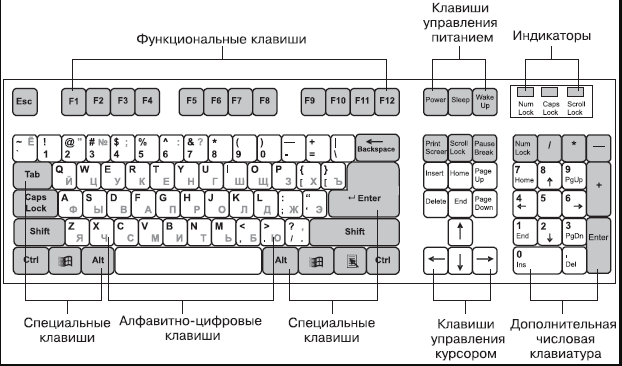 Функциональные клавиши
Клавиши
управления
питанием
Индикаторы
Esc F1 F2 F3 F4 F5 F6 F7 F8 F9 F10 F11 F12 Power Sleep Wake Up
Num Lock Caps Lock Scroll Lock
~ Ё ! 1 @ " 2 # № 3 $ ; 4 % : 5 ^ : 6 & ? 7 * 8 ( 9 ) 0 — - + = | \ ← Backspace
Print Screen Scroll Lock Pause Break Num Lock / * —
Tab Q Й W Ц E У R К T Е Y Н U Г I Ш O Щ P З { [ Х } ] Ъ
Insert Home Page Up 7 Home 8 ↑ 9 PgUp +
Caps Lock A Ф S Ы D В F А G П H Р J О K Л L Д : ; Ж " ' Э ↵ Enter
Delete End Page Down 4 ← 5 6 →
Shift Z Я X Ч C С V М B И N Т M Ь < , Б > . Ю ? / . Shift
↑ 1 End 2 ↓ 3 PgDn Enter
Ctrl Alt Alt Ctrl ← ↓ → 0 Ins . Del
Специальные
клавиши
Алфавитно-цифровые
клавиши
Специальные
клавиши
Клавиши
управления
курсором
Дополнительная
числовая
клавиатура